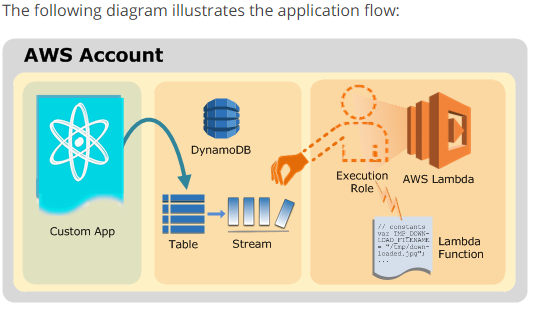 The following diagram illustrates the application flow:
AWS Account
DynamoDB
Execution
Role
AWS Lambda
Custom App
Table
Stream
// constants
var TMP_DOWN-
LOAD_FILENAME
= "/tmp/down-
loaded.jpg";
...
Lambda
Function